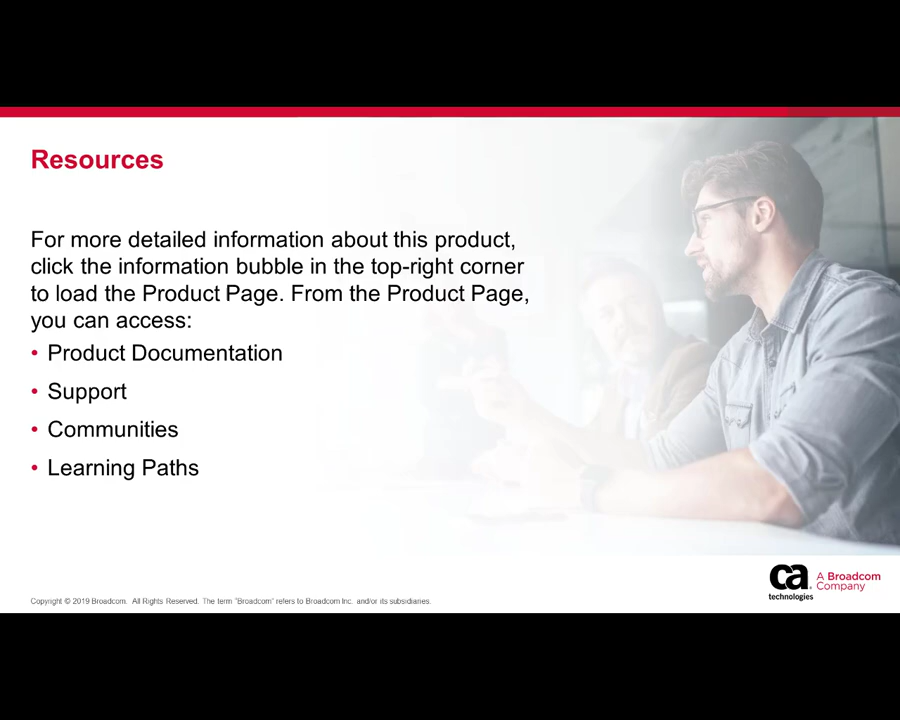 Resources
For more detailed information about this product,
click the information bubble in the top-right corner
to load the Product Page. From the Product Page,
you can access:
• Product Documentation
• Support
• Communities
• Learning Paths
Copyright © 2019 Broadcom. All Rights Reserved. The term "Broadcom" refers to Broadcom Inc. and/or its subsidiaries.
ca
technologies
A Broadcom
Company